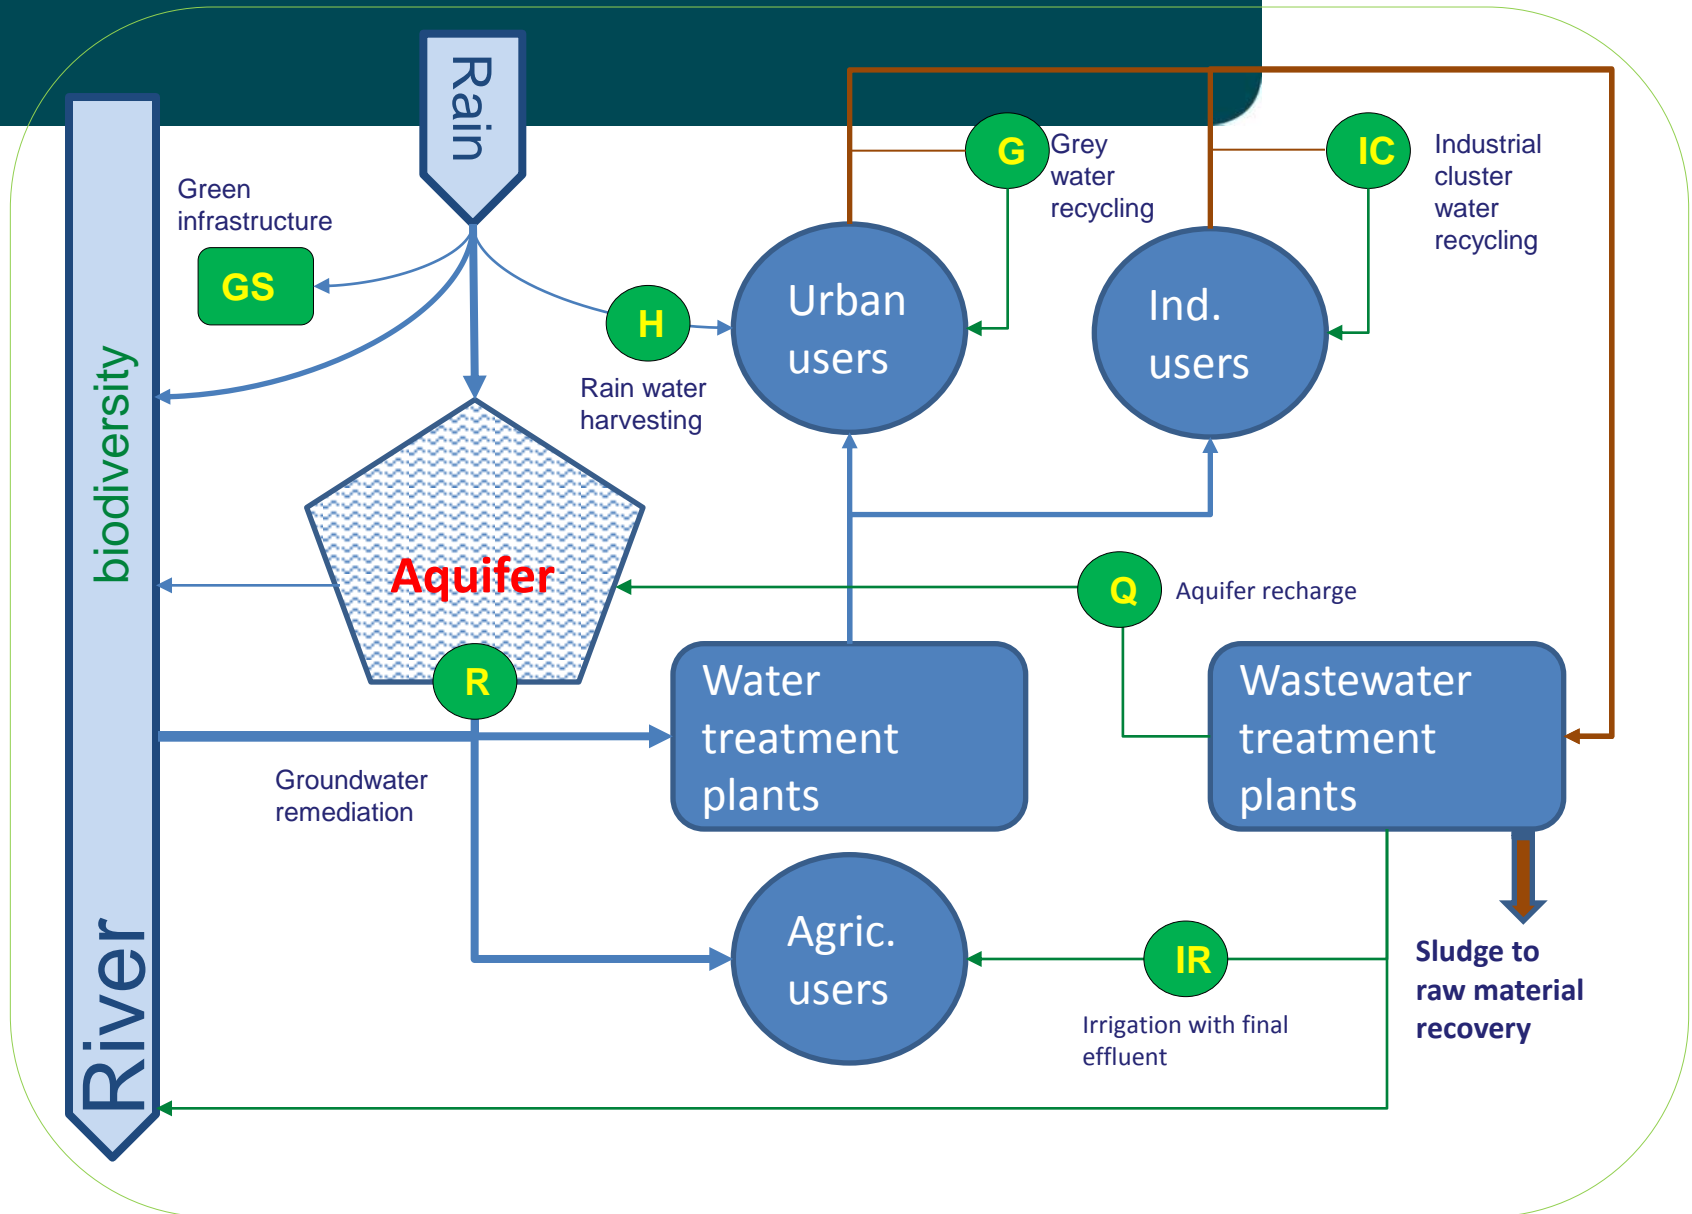 Rain
Green
infrastructure
GS
H
Rain water
harvesting
G
Grey
water
recycling
IC
Industrial
cluster
water
recycling
Urban
users
Ind.
users
biodiversity
River
Aquifer
R
Groundwater
remediation
Q
Aquifer recharge
Water
treatment
plants
Wastewater
treatment
plants
Agric.
users
IR
Irrigation with final
effluent
Sludge to
raw material
recovery